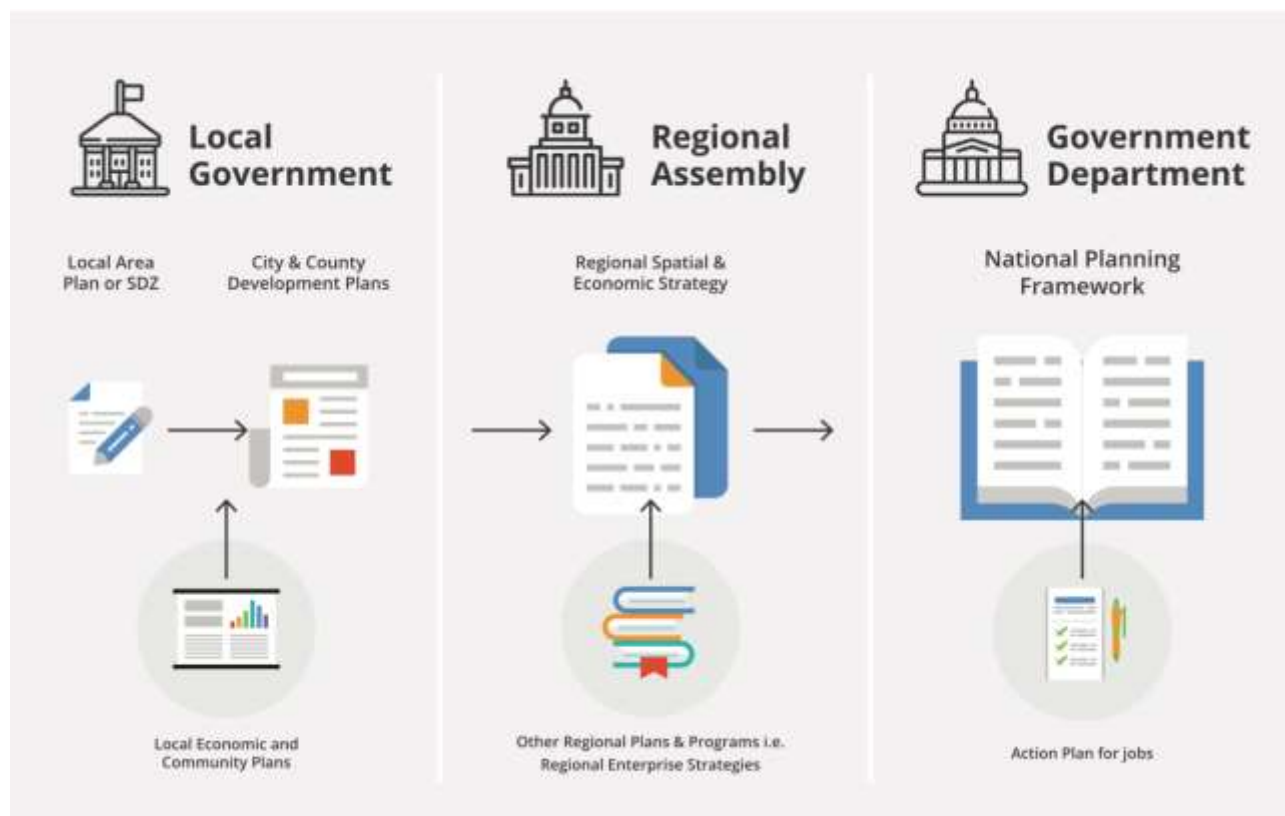 Local
Government
Regional
Assembly
Government
Department
Local Area
Plan or SDZ
City & County
Development Plans
Regional Spatial &
Economic Strategy
National Planning
Framework
Local Economic and
Community Plans
Other Regional Plans & Programs i.e.
Regional Enterprise Strategies
Action Plan for jobs